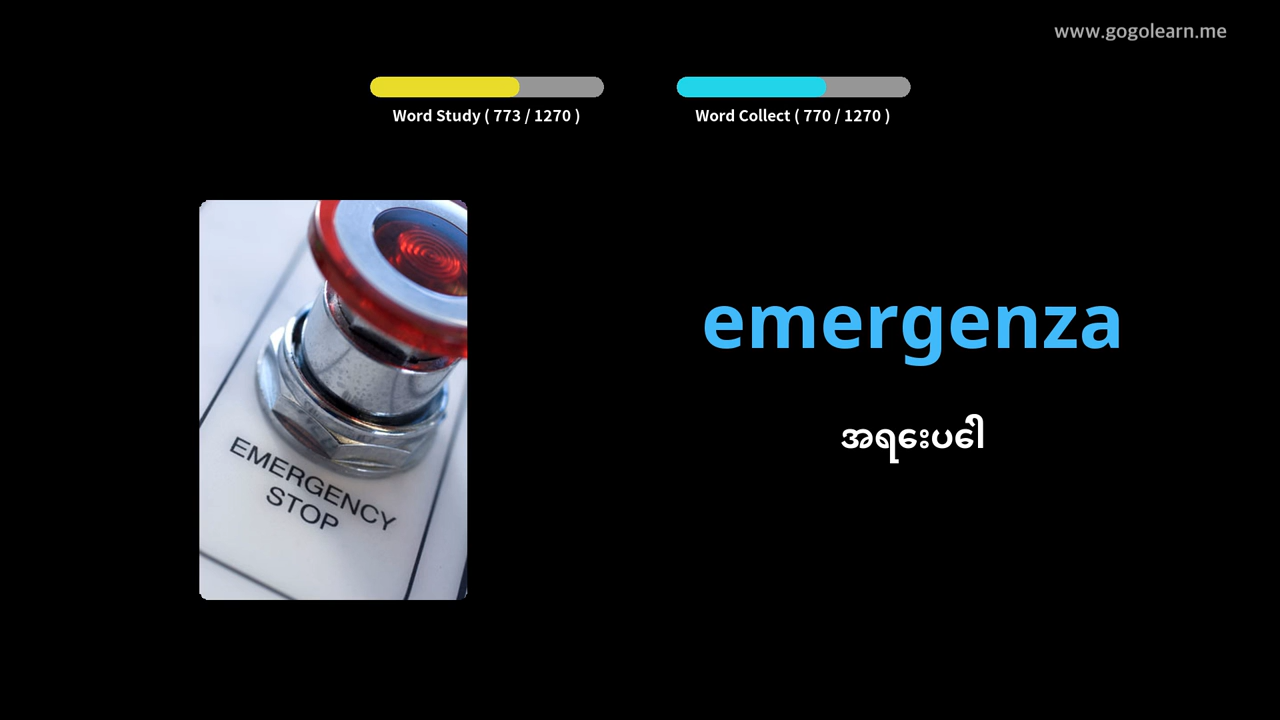 www.gogolearn.me
Word Study ( 773 / 1270 )
Word Collect ( 770 / 1270 )
emergenza
အရေးပေါ်
EMERGENCY
STOP